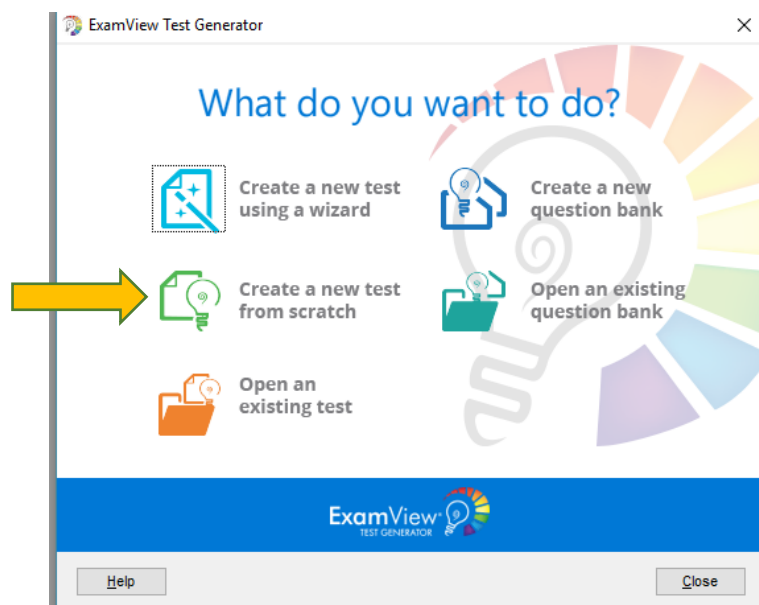 ExamView Test Generator
What do you want to do?
Create a new test
using a wizard
Create a new
question bank
Create a new test
from scratch
Open an existing
question bank
Open an
existing test
ExamView®
TEST GENERATOR
Help
Close